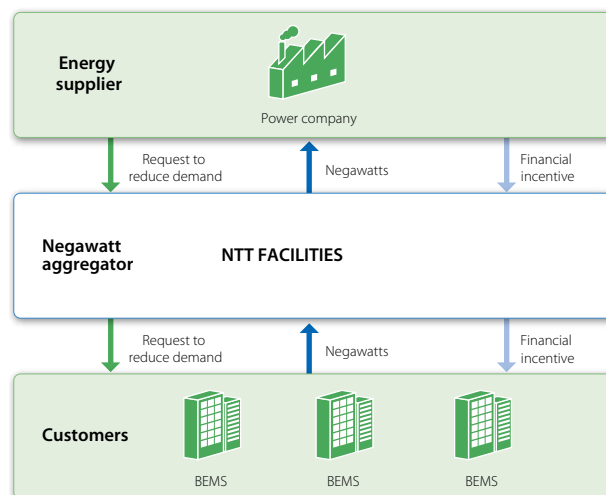 Energy
supplier
Power company
Request to
reduce demand
Negawatts
Financial
incentive
Negawatt
aggregator
NTT FACILITIES
Request to
reduce demand
Negawatts
Financial
incentive
Customers
BEMS
BEMS
BEMS